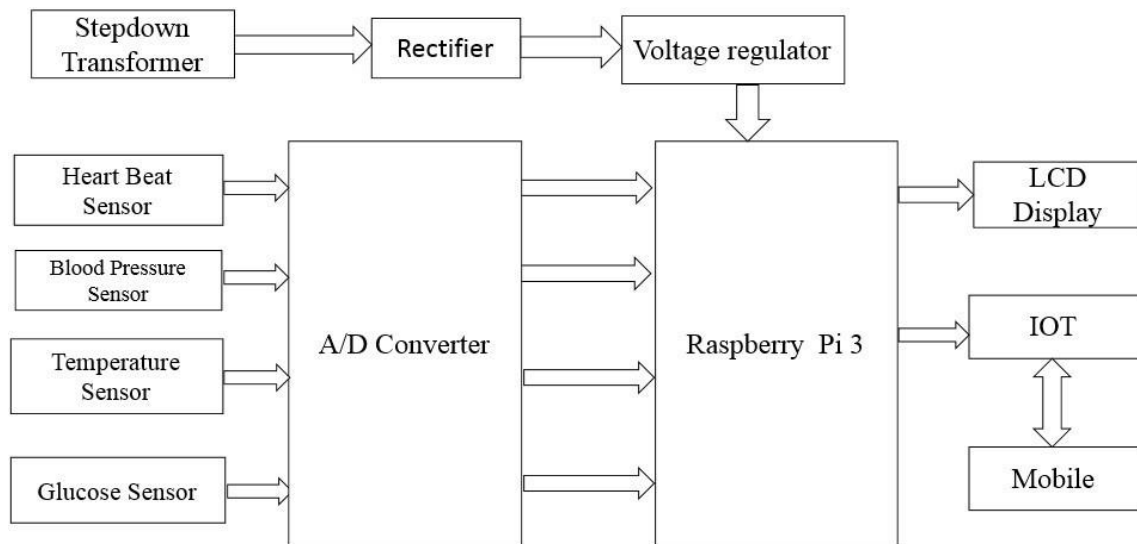 Stepdown
Transformer
Rectifier
Voltage regulator
Heart Beat
Sensor
Blood Pressure
Sensor
Temperature
Sensor
Glucose Sensor
A/D Converter
Raspberry Pi 3
LCD
Display
IOT
Mobile